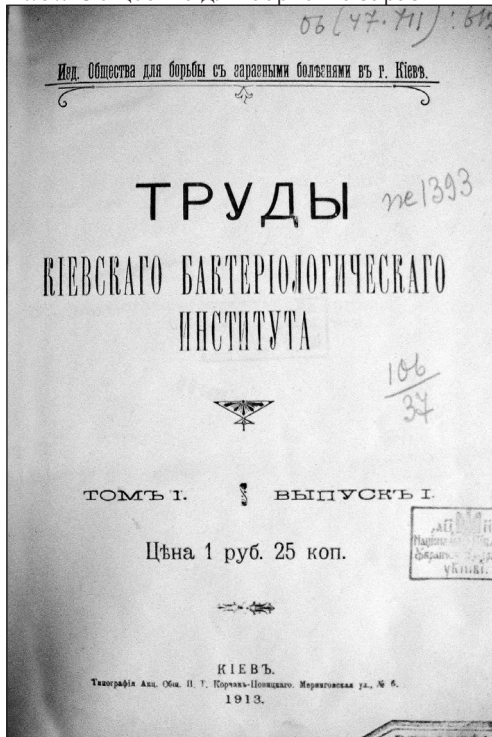 Изд. Общества для борьбы съ заразными болѣзнями въ г. Кіевѣ.
ТРУДЫ
№1393
КІЕВСКАГО БАКТЕРІОЛОГИЧЕСКАГО
ИНСТИТУТА
106
37
ТОМЪ I. ВЫПУСКЪ I.
Цѣна 1 руб. 25 коп.
КІЕВЪ.
Типографія Акц. Общ. П. Т. Корчакъ-Новицкаго. Меринговская ул., № 6.
1913.